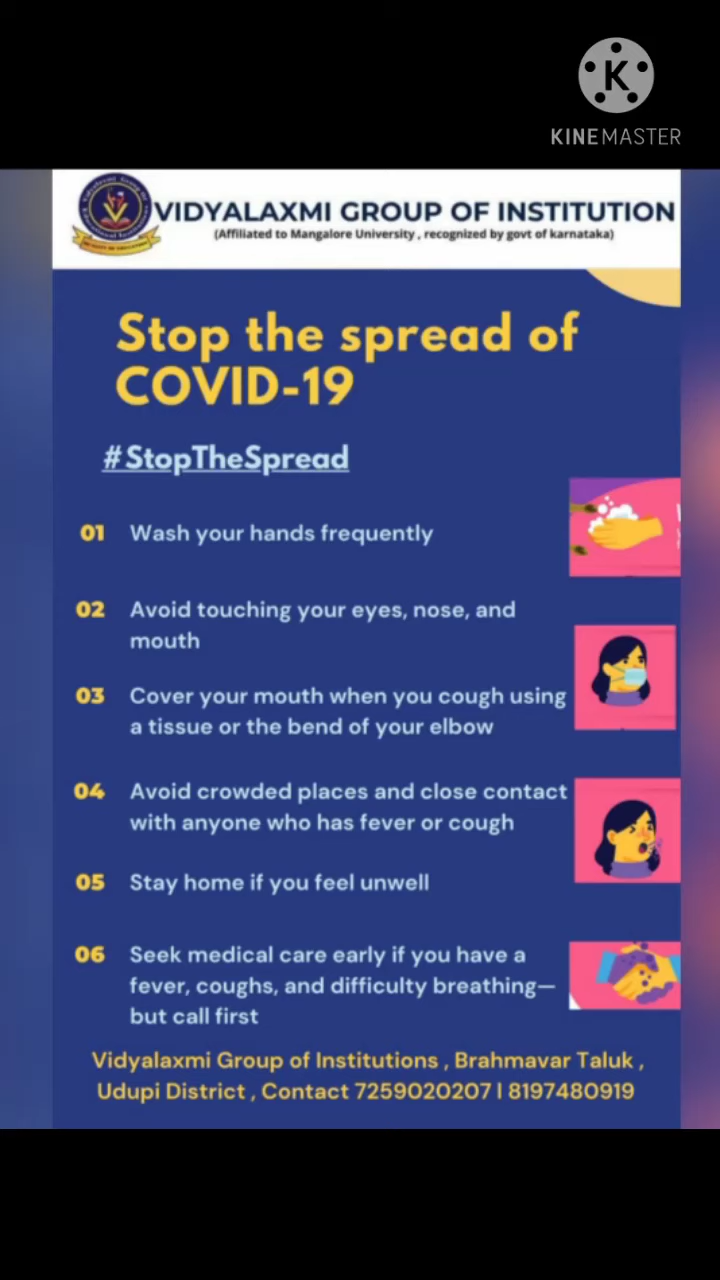 K
KINEMASTER
VIDYALAXMI GROUP OF INSTITUTION
(Affiliated to Mangalore University , recognized by govt of karnataka)
Stop the spread of
COVID-19
#StopTheSpread
01 Wash your hands frequently
02 Avoid touching your eyes, nose, and
mouth
03 Cover your mouth when you cough using
a tissue or the bend of your elbow
04 Avoid crowded places and close contact
with anyone who has fever or cough
05 Stay home if you feel unwell
06 Seek medical care early if you have a
fever, coughs, and difficulty breathing—
but call first
Vidyalaxmi Group of Institutions , Brahmavar Taluk ,
Udupi District , Contact 7259020207 l 8197480919